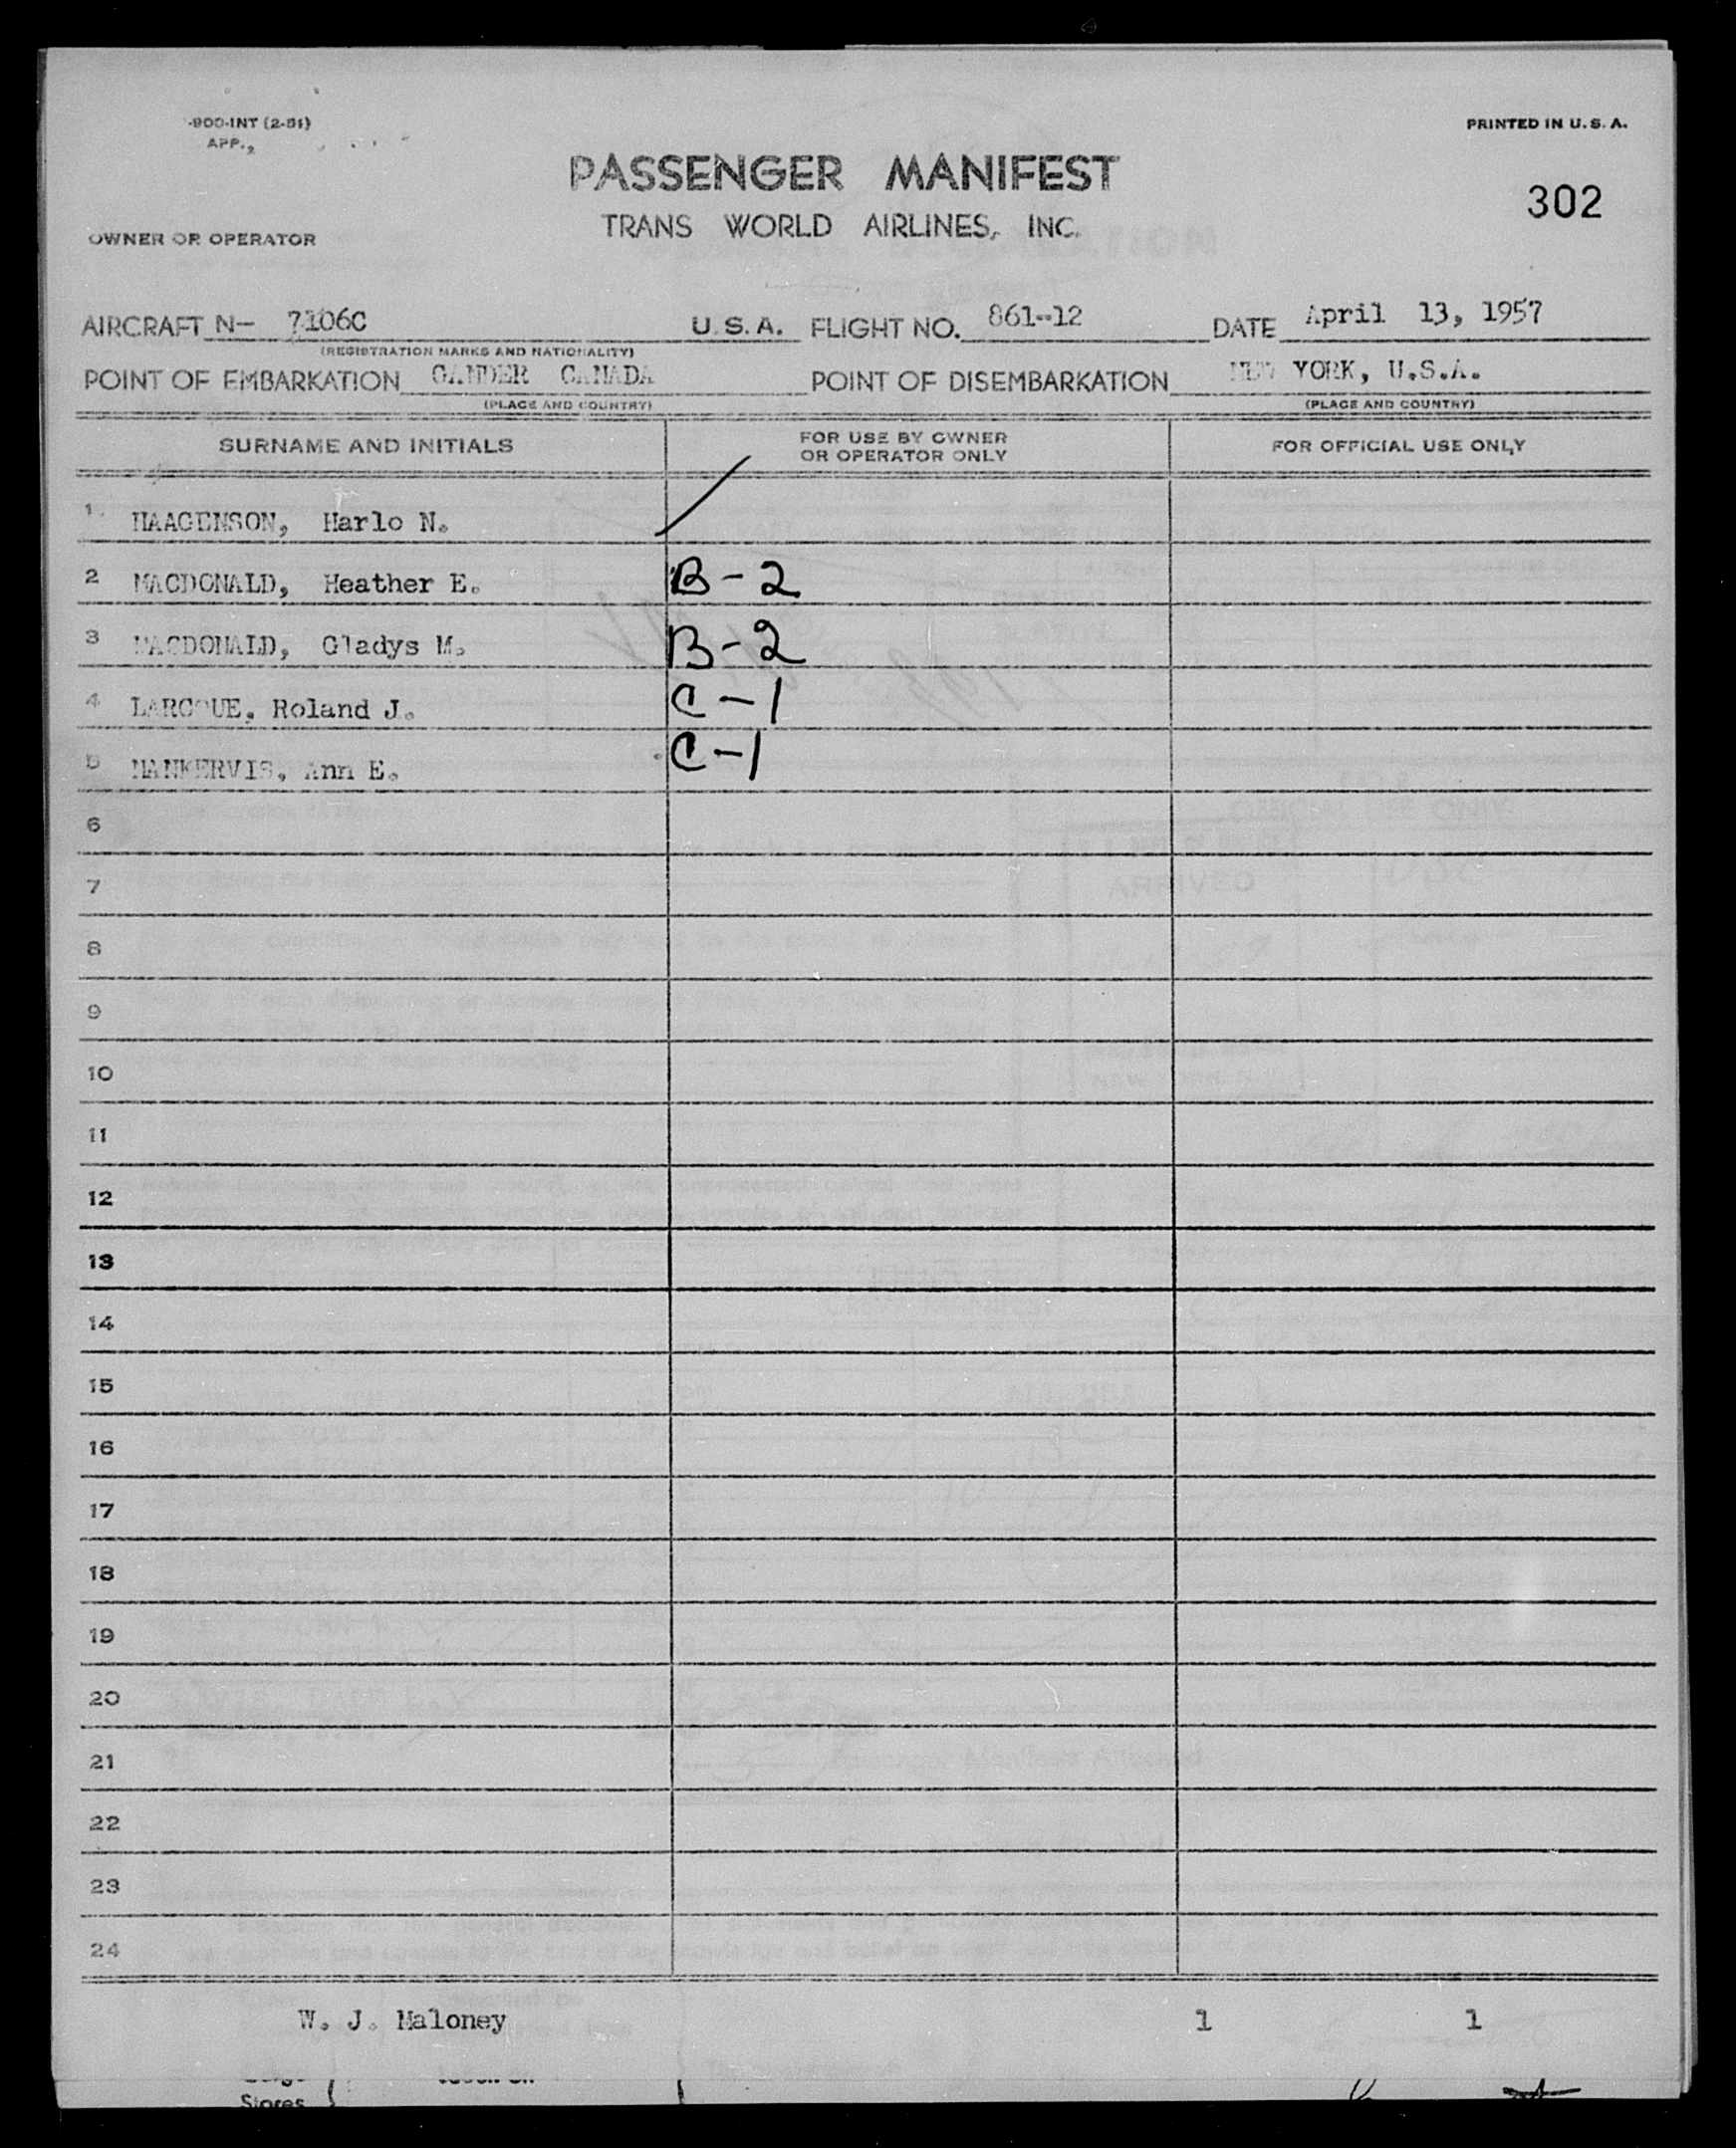 -900-INT (2-51)
APP.
PRINTED IN U. S. A.
PASSENGER MANIFEST
302
TRANS WORLD AIRLINES, INC.
OWNER OR OPERATOR
AIRCRAFT N- 7106C U.S.A. FLIGHT NO. 861--12 DATE April 13, 1957
(REGISTRATION MARKS AND NATIONALITY)
POINT OF EMBARKATION GANDER CANADA POINT OF DISEMBARKATION NEW YORK, U.S.A.
(PLACE AND COUNTRY) (PLACE AND COUNTRY)
SURNAME AND INITIALS FOR USE BY OWNER OR OPERATOR ONLY FOR OFFICIAL USE ONLY
1. HAAGENSON, Harlo N.
2 MACDONALD, Heather E. B-2
3 MACDONALD, Gladys M. B-2
4 Roland J. C-1
5 Ann E. C-1
6
7
8
9
10
11
12
13
14
15
16
17
18
19
20
21
22
23
24
W. J. Maloney 1 1
Stores